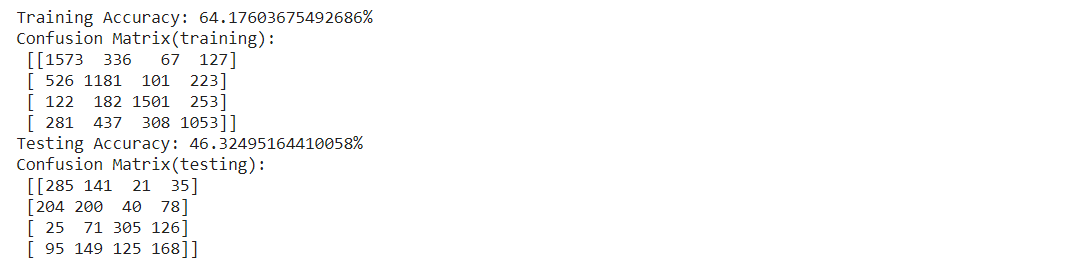 Training Accuracy: 64.17603675492686%
Confusion Matrix(training):
[[1573  336   67  127]
[ 526 1181  101  223]
[ 122  182 1501  253]
[ 281  437  308 1053]]
Testing Accuracy: 46.32495164410058%
Confusion Matrix(testing):
[[285 141  21  35]
[204 200  40  78]
[ 25  71 305 126]
[ 95 149 125 168]]